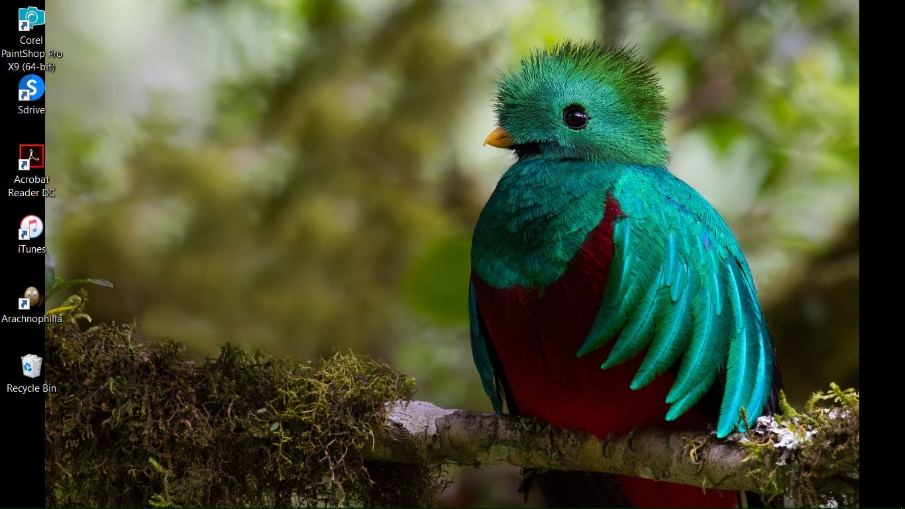 Corel
PaintShop Pro
X9 (64-bit)
Sdrive
Acrobat
Reader DC
iTunes
Arachnophilia
Recycle Bin